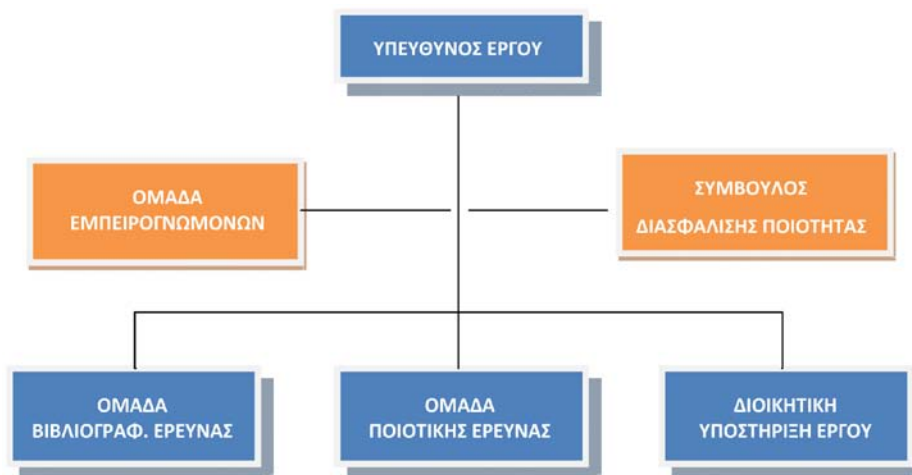 ΥΠΕΥΘΥΝΟΣ ΕΡΓΟΥ
ΟΜΑΔΑ
ΕΜΠΕΙΡΟΓΝΩΜΟΝΩΝ
ΣΥΜΒΟΥΛΟΣ
ΔΙΑΣΦΑΛΙΣΗΣ ΠΟΙΟΤΗΤΑΣ
ΟΜΑΔΑ
ΒΙΒΛΙΟΓΡΑΦ. ΕΡΕΥΝΑΣ
ΟΜΑΔΑ
ΠΟΙΟΤΙΚΗΣ ΕΡΕΥΝΑΣ
ΔΙΟΙΚΗΤΙΚΗ
ΥΠΟΣΤΗΡΙΞΗ ΕΡΓΟΥ